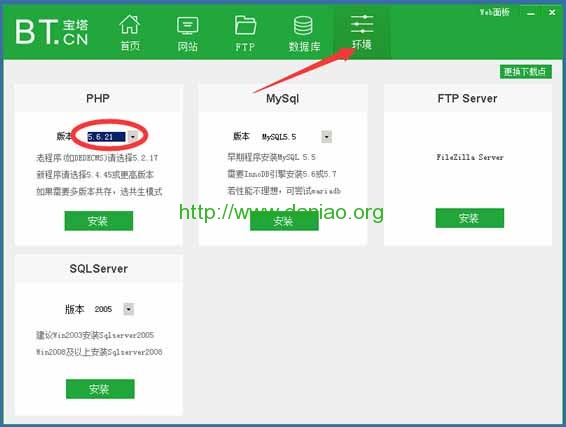 BT.宝塔
CN
首页
网站
FTP
数据库
环境
Web面板
更换下载点
PHP
版本 5.6.21
老程序(如DEDECMS)请选择5.2.17
新程序请选择5.4.45或更高版本
如果需要多版本共存，选共生模式
安装
MySql
版本 MySQL5.5
早期程序安装MySQL 5.5
需要InnoDB引擎安装5.6或5.7
若性能不理想，可尝试mariadb
安装
FTP Server
FileZilla Server
安装
http://www.daniao.org
SQLServer
版本 2005
建议Win2003安装Sqlserver2005
Win2008及以上安装Sqlserver2008
安装